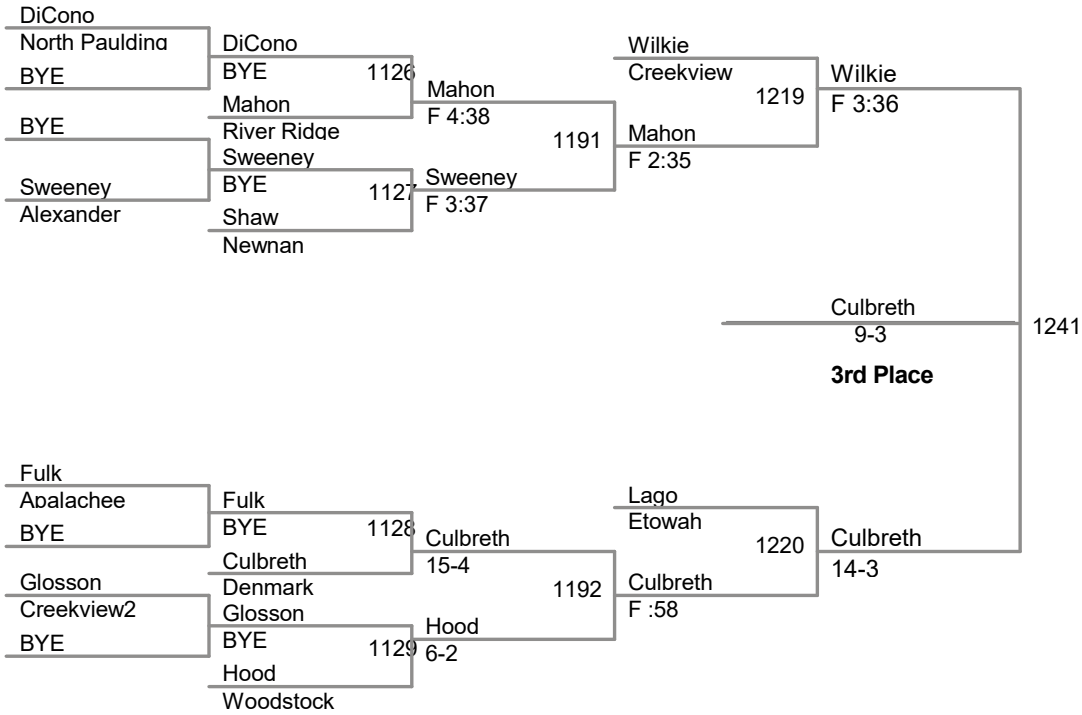 DiCono
North Paulding
BYE
BYE
Sweeney
Alexander
DiCono
BYE
1126
Mahon
River Ridge
Sweeney
BYE
1127
Shaw
Newnan
Mahon
F 4:38
1191
Sweeney
F 3:37
Wilkie
Creekview
1219
Mahon
F 2:35
Wilkie
F 3:36
Culbreth
9-3
3rd Place
1241
Fulk
Apalachee
BYE
Glosson
Creekview2
BYE
Fulk
BYE
1128
Culbreth
Denmark
Glosson
BYE
1129
Hood
Woodstock
Culbreth
15-4
1192
Hood
6-2
Lago
Etowah
1220
Culbreth
F :58
Culbreth
14-3